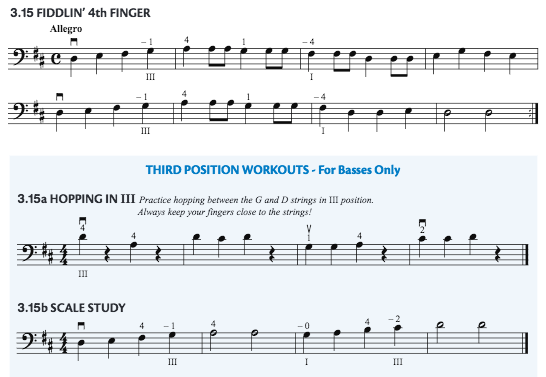 3.15 FIDDLIN' 4th FINGER
Allegro
– 1 4 1 – 4
III I
– 1 4 1 – 4
III I
THIRD POSITION WORKOUTS - For Basses Only
3.15a HOPPING IN III Practice hopping between the G and D strings in III position.
Always keep your fingers close to the strings!
4 4 1 2
4
4
III
3.15b SCALE STUDY
4 – 1 4 – 0 4 – 2
4
4
III I III